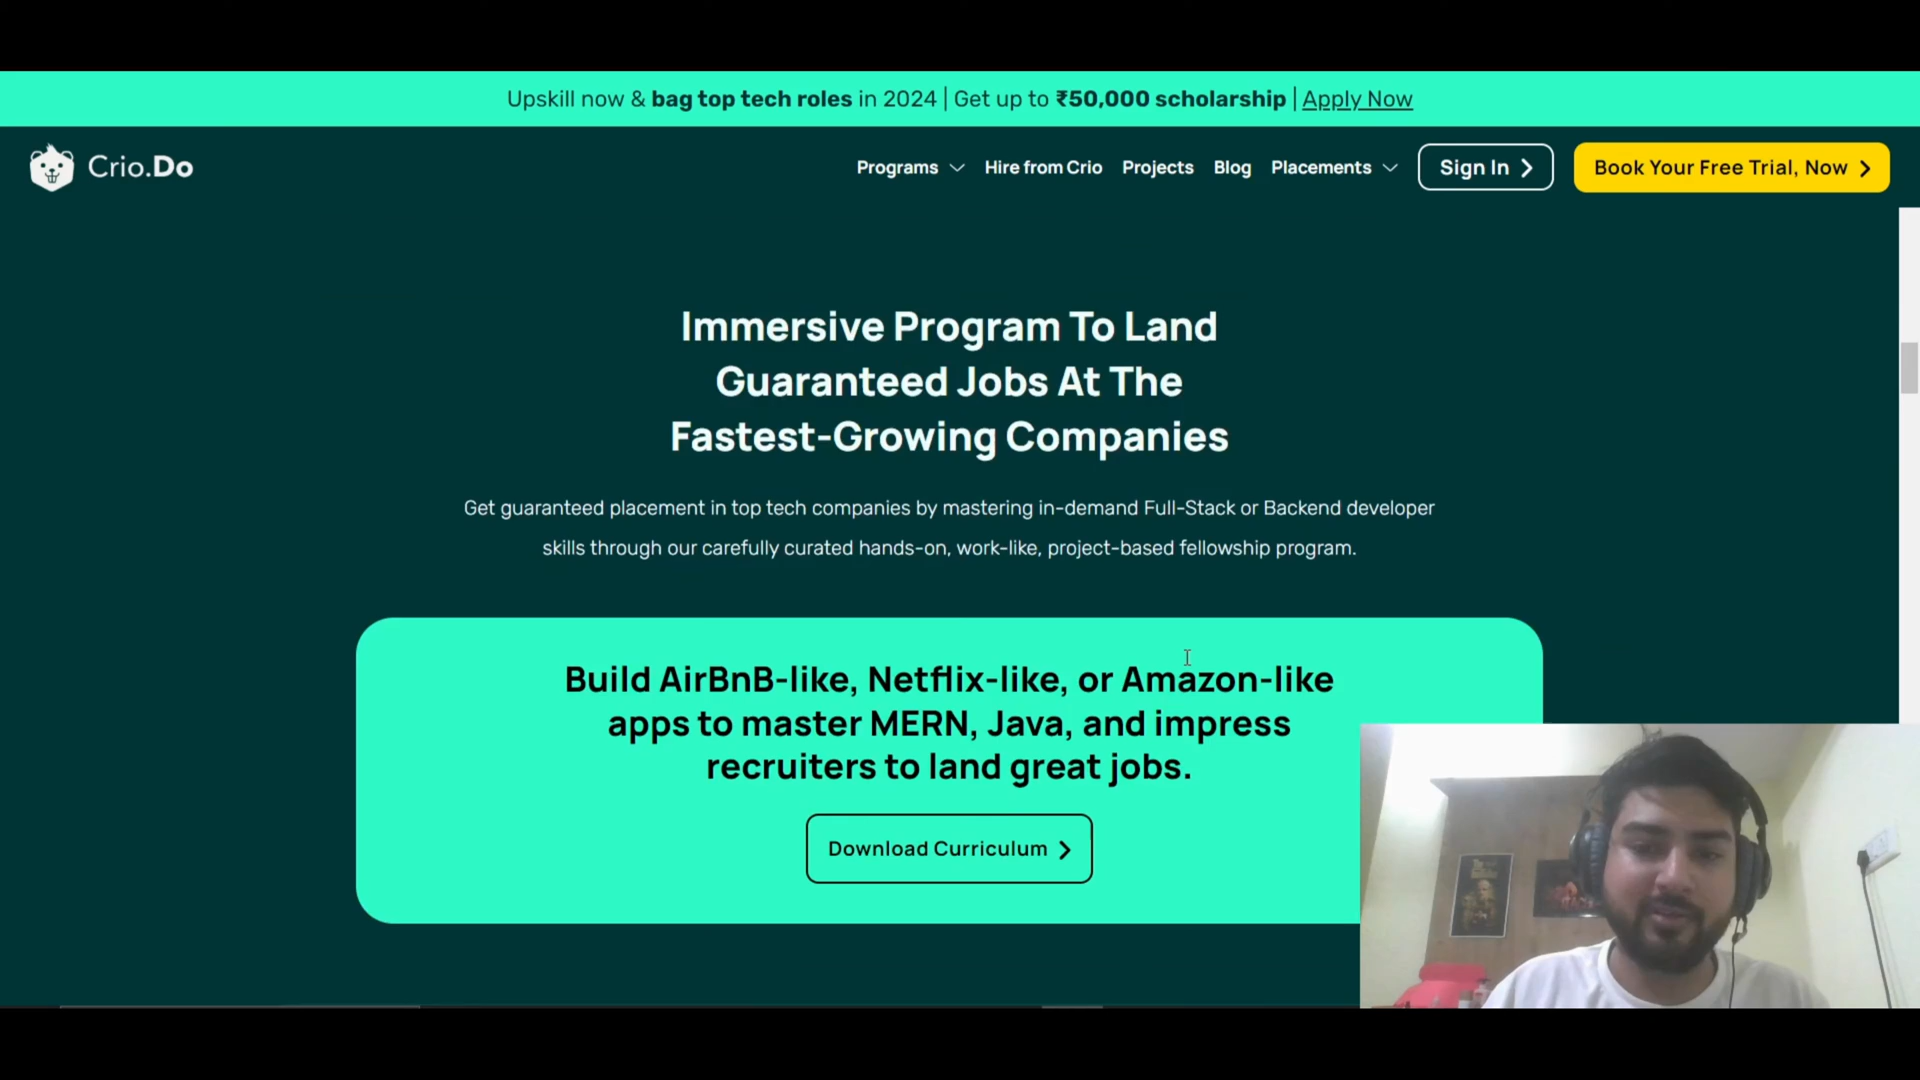 Upskill now & bag top tech roles in 2024 | Get up to ₹50,000 scholarship | Apply Now
Crio.Do
Programs
Hire from Crio
Projects
Blog
Placements
Sign In
Book Your Free Trial, Now
Immersive Program To Land
Guaranteed Jobs At The
Fastest-Growing Companies
Get guaranteed placement in top tech companies by mastering in-demand Full-Stack or Backend developer
skills through our carefully curated hands-on, work-like, project-based fellowship program.
Build AirBnB-like, Netflix-like, or Amazon-like
apps to master MERN, Java, and impress
recruiters to land great jobs.
Download Curriculum